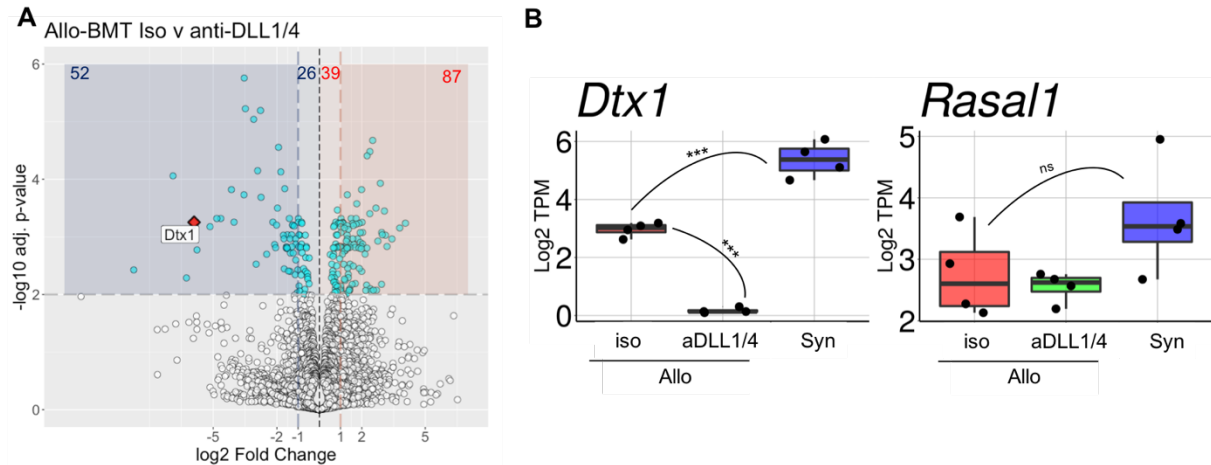 A
Allo-BMT Iso v anti-DLL1/4
6
4
2
0
-log10 adj. p-value
52
26
39
87
Dtx1
-5
-2
-1
1
2
5
log2 Fold Change
B
Dtx1
Log2 TPM
6
4
2
0
***
***
iso
aDLL1/4
Syn
Allo
Rasal1
Log2 TPM
5
4
3
2
ns
iso
aDLL1/4
Syn
Allo